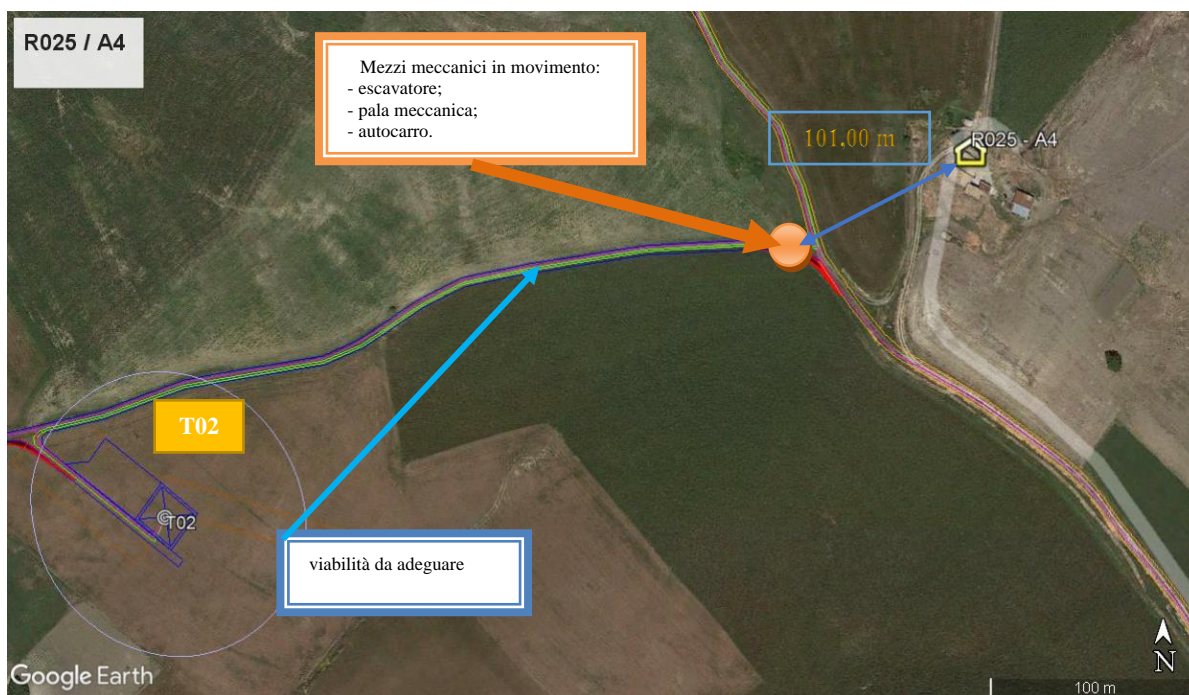 R025 / A4
Mezzi meccanici in movimento:
- escavatore;
- pala meccanica;
- autocarro.
101,00 m
R025 - A4
T02
T02
viabilità da adeguare
Google Earth
N
100 m